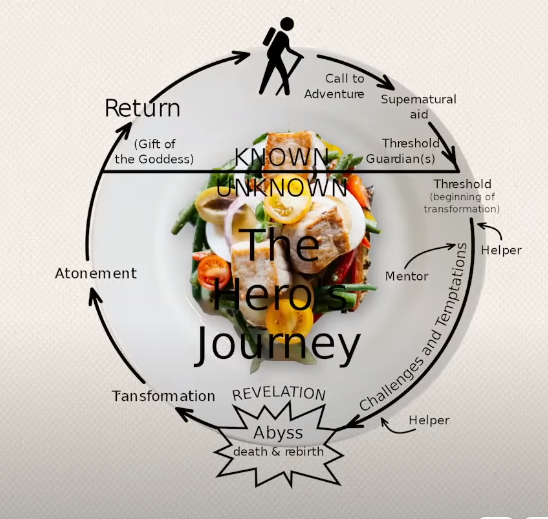 Call to
Adventure
Supernatural
aid
Threshold
Guardian(s)
KNOWN
UNKNOWN
Threshold
(beginning of
transformation)
Helper
Mentor
Challenges and Temptations
Helper
The
Hero's
Journey
REVELATION
Abyss
death & rebirth
Tansformation
Atonement
(Gift of
the Goddess)
Return